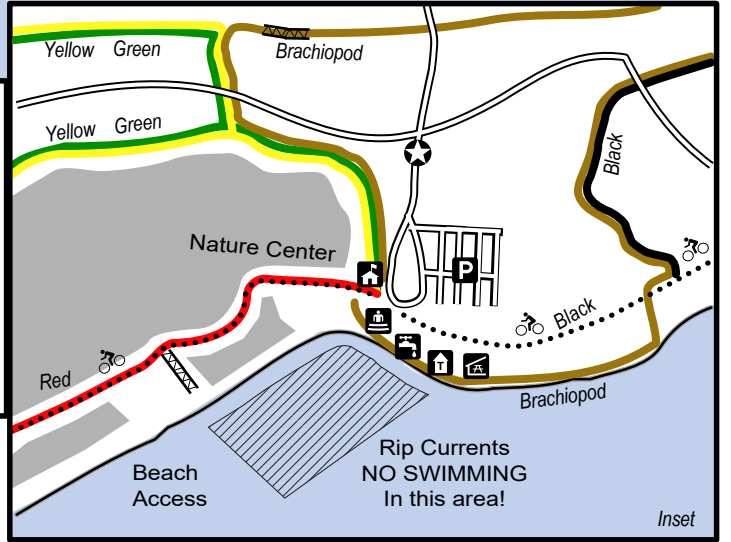 Yellow Green
Brachiopod
Yellow Green
Black
Nature Center
P
Black
Red
T
Brachiopod
Beach
Access
Rip Currents
NO SWIMMING
In this area!
Inset